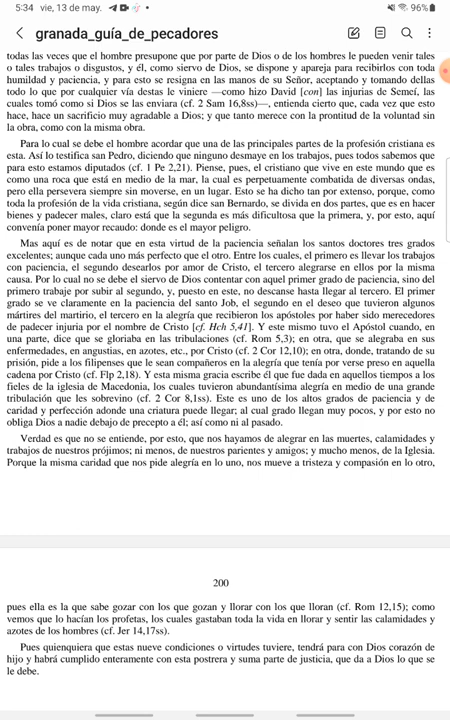 5:34 vie, 13 de may.
96%
granada_guía_de_pecadores
todas las veces que el hombre presupone que por parte de Dios o de los hombres le pueden venir tales
o tales trabajos o disgustos, y él, como siervo de Dios, se dispone y apareja para recibirlos con toda
humildad y paciencia, y para esto se resigna en las manos de su Señor, aceptando y tomando dellas
todo lo que por cualquier vía destas le viniere —como hizo David [con] las injurias de Semeí, las
cuales tomó como si Dios se las enviara (cf. 2 Sam 16,8ss)—, entienda cierto que, cada vez que esto
hace, hace un sacrificio muy agradable a Dios; y que tanto merece con la prontitud de la voluntad sin
la obra, como con la misma obra.
Para lo cual se debe el hombre acordar que una de las principales partes de la profesión cristiana es
esta. Así lo testifica san Pedro, diciendo que ninguno desmaye en los trabajos, pues todos sabemos que
para esto estamos diputados (cf. 1 Pe 2,21). Piense, pues, el cristiano que vive en este mundo que es
como una roca que está en medio de la mar, la cual es perpetuamente combatida de diversas ondas,
pero ella persevera siempre sin moverse, en un lugar. Esto se ha dicho tan por extenso, porque, como
toda la profesión de la vida cristiana, según dice san Bernardo, se divida en dos partes, que es en hacer
bienes y padecer males, claro está que la segunda es más dificultosa que la primera, y, por esto, aquí
convenía poner mayor recaudo: donde es el mayor peligro.
Mas aquí es de notar que en esta virtud de la paciencia señalan los santos doctores tres grados
excelentes; aunque cada uno más perfecto que el otro. Entre los cuales, el primero es llevar los trabajos
con paciencia, el segundo desearlos por amor de Cristo, el tercero alegrarse en ellos por la misma
causa. Por lo cual no se debe el siervo de Dios contentar con aquel primer grado de paciencia, sino del
primero trabaje por subir al segundo, y, puesto en este, no descanse hasta llegar al tercero. El primer
grado se ve claramente en la paciencia del santo Job, el segundo en el deseo que tuvieron algunos
mártires del martirio, el tercero en la alegría que recibieron los apóstoles por haber sido merecedores
de padecer injuria por el nombre de Cristo [cf. Hch 5,41]. Y este mismo tuvo el Apóstol cuando, en
una parte, dice que se gloriaba en las tribulaciones (cf. Rom 5,3); en otra, que se alegraba en sus
enfermedades, en angustias, en azotes, etc., por Cristo (cf. 2 Cor 12,10); en otra, donde, tratando de su
prisión, pide a los filipenses que le sean compañeros en la alegría que tenía por verse preso en aquella
cadena por Cristo (cf. Flp 2,18). Y esta misma gracia escribe él que fue dada en aquellos tiempos a los
fieles de la iglesia de Macedonia, los cuales tuvieron abundantísima alegría en medio de una grande
tribulación que les sobrevino (cf. 2 Cor 8,1ss). Este es uno de los altos grados de paciencia y de
caridad y perfección adonde una criatura puede llegar; al cual grado llegan muy pocos, y por esto no
obliga Dios a nadie debajo de precepto a él; así como ni al pasado.
Verdad es que no se entiende, por esto, que nos hayamos de alegrar en las muertes, calamidades y
trabajos de nuestros prójimos; ni menos, de nuestros parientes y amigos; y mucho menos, de la Iglesia.
Porque la misma caridad que nos pide alegría en lo uno, nos mueve a tristeza y compasión en lo otro,
200
pues ella es la que sabe gozar con los que gozan y llorar con los que lloran (cf. Rom 12,15); como
vemos que lo hacían los profetas, los cuales gastaban toda la vida en llorar y sentir las calamidades y
azotes de los hombres (cf. Jer 14,17ss).
Pues quienquiera que estas nueve condiciones o virtudes tuviere, tendrá para con Dios corazón de
hijo y habrá cumplido enteramente con esta postrera y suma parte de justicia, que da a Dios lo que se
le debe.